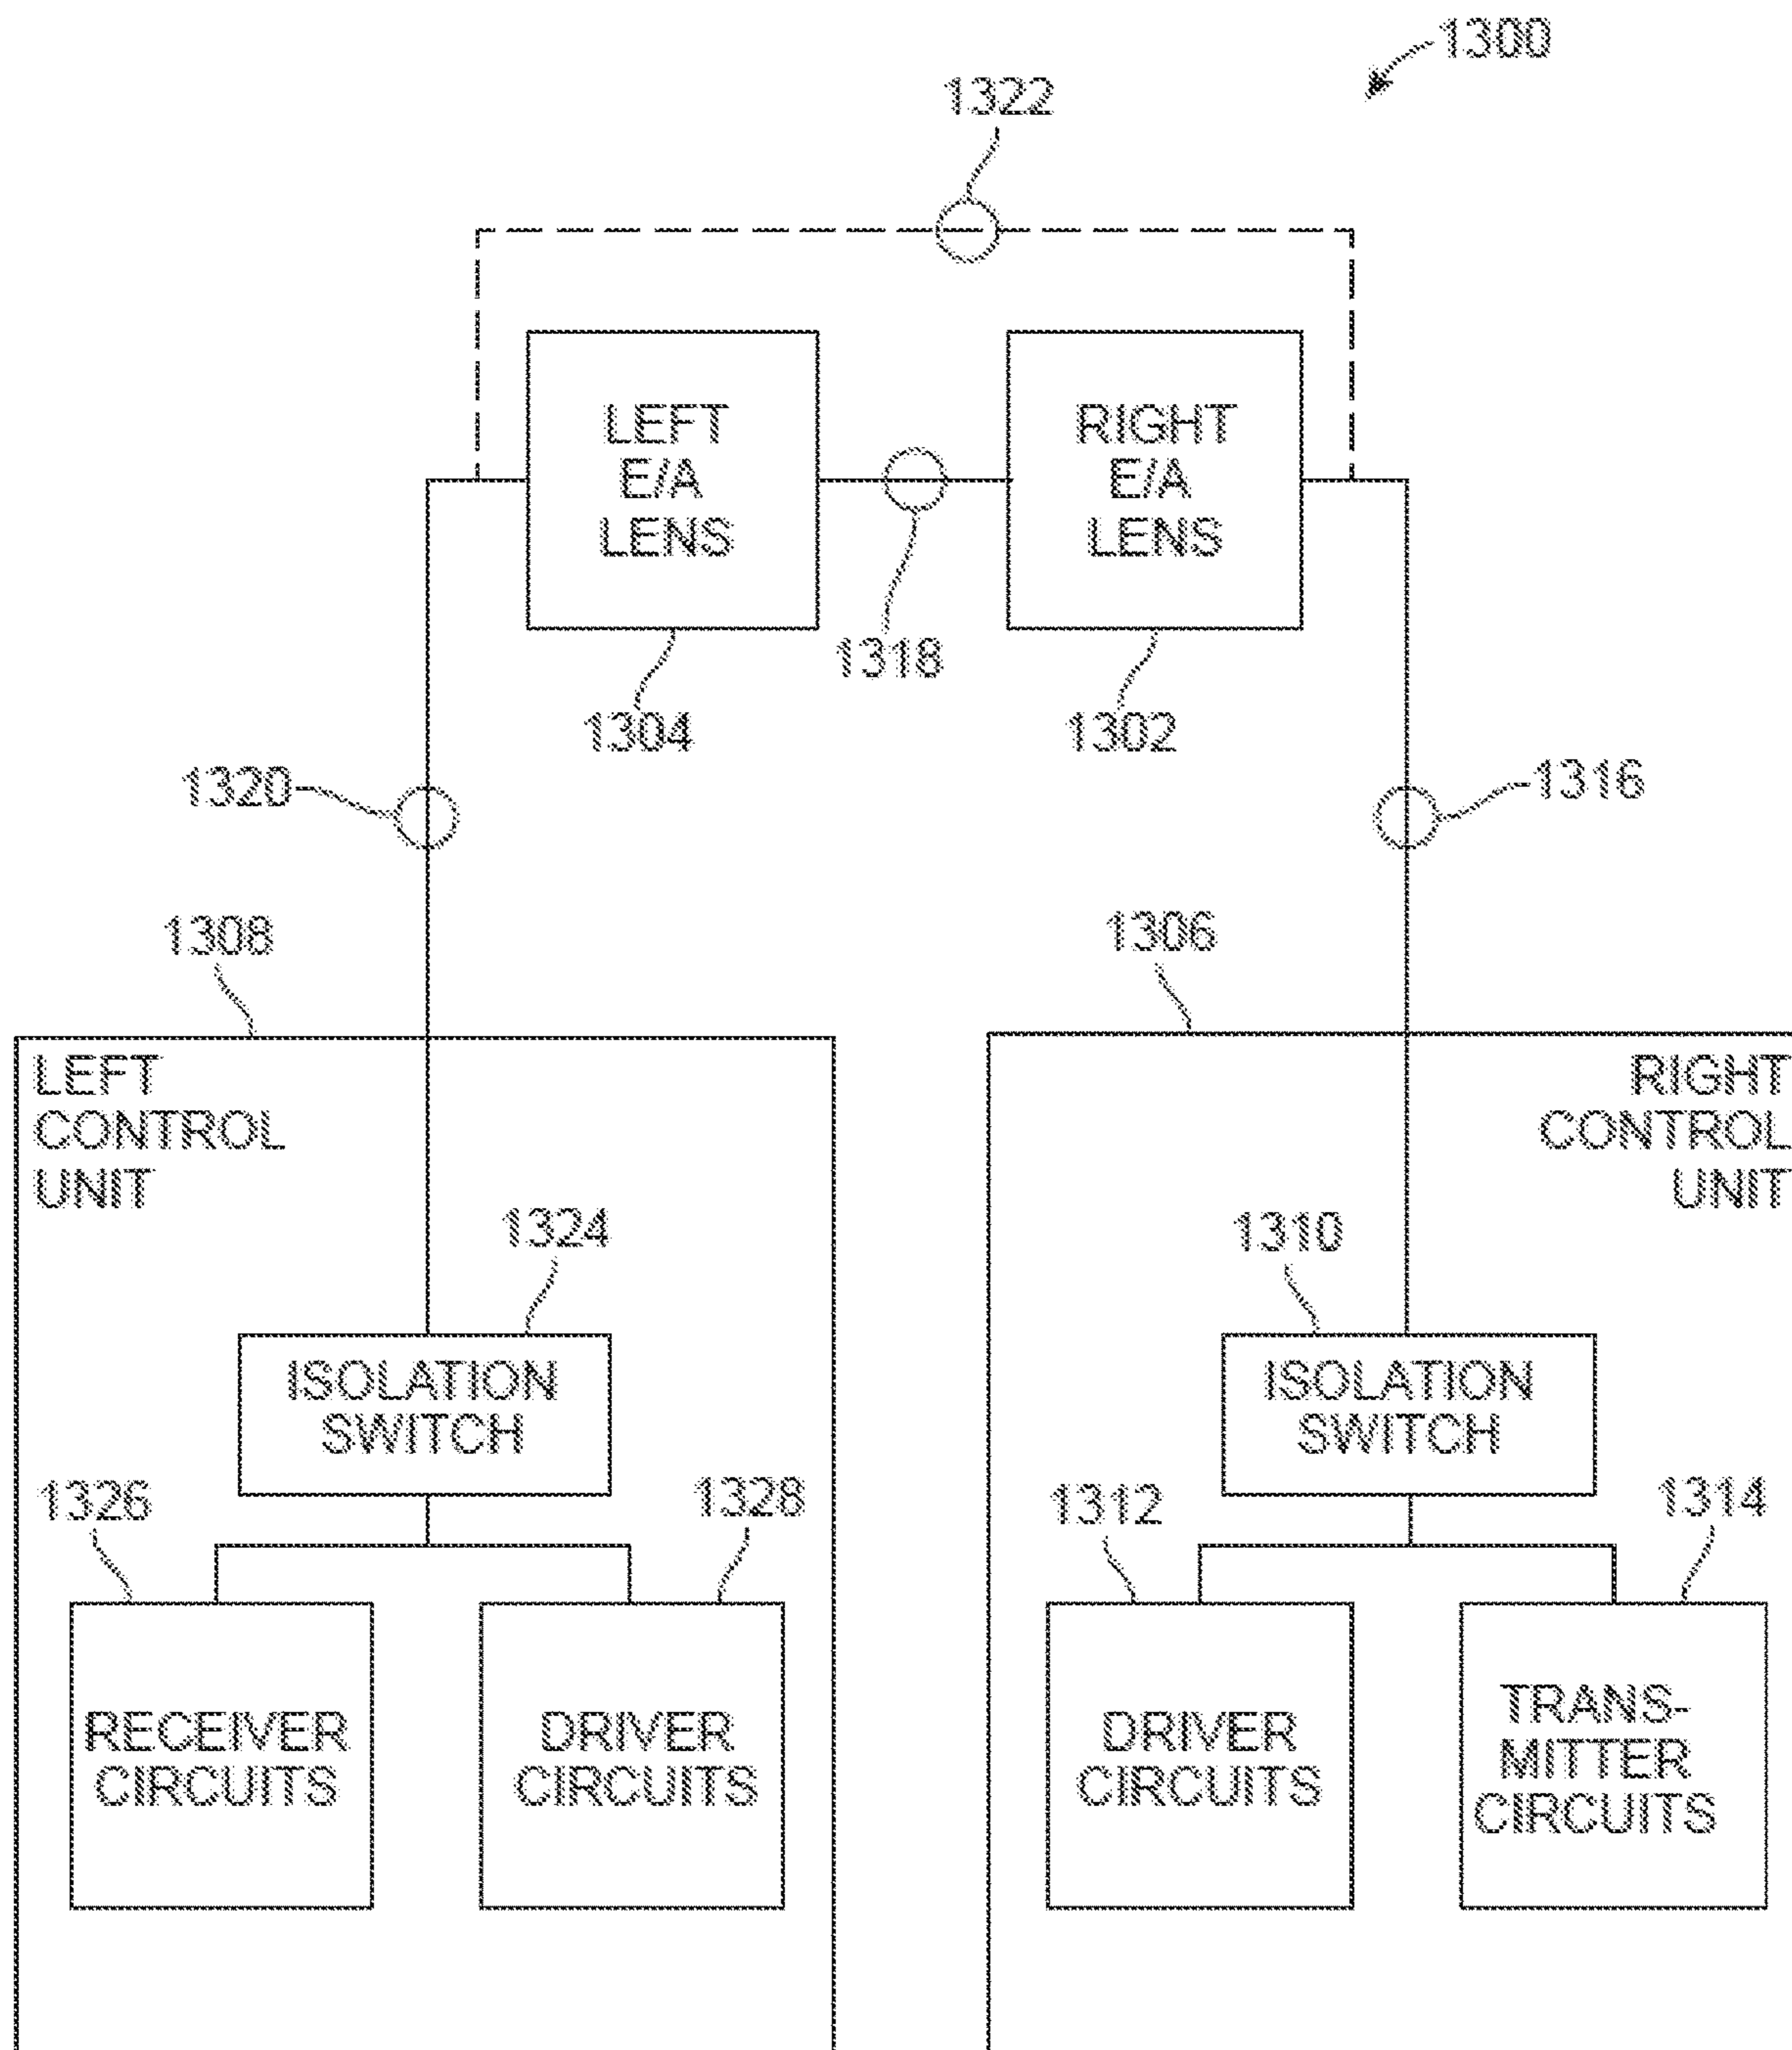 1300
1322
LEFT
E/A
LENS
RIGHT
E/A
LENS
1318
1304
1302
1320
1316
1308
1306
LEFT
CONTROL
UNIT
RIGHT
CONTROL
UNIT
1324
1310
ISOLATION
SWITCH
ISOLATION
SWITCH
1326
1328
1312
1314
RECEIVER
CIRCUITS
DRIVER
CIRCUITS
DRIVER
CIRCUITS
TRANS-
MITTER
CIRCUITS